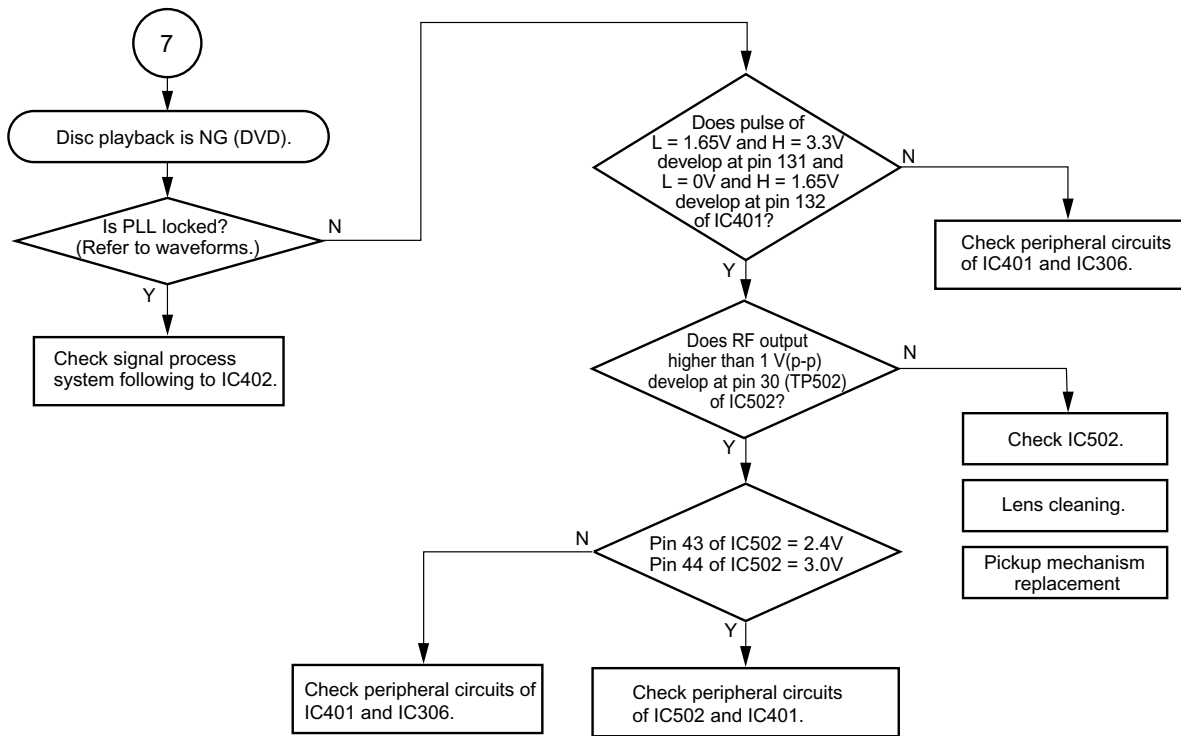 7
Disc playback is NG (DVD).
Is PLL locked?
(Refer to waveforms.)
N
Y
Check signal process
system following to IC402.
Does pulse of
L = 1.65V and H = 3.3V
develop at pin 131 and
L = 0V and H = 1.65V
develop at pin 132
of IC401?
N
Y
Check peripheral circuits
of IC401 and IC306.
Does RF output
higher than 1 V(p-p)
develop at pin 30 (TP502)
of IC502?
N
Y
Check IC502.
Lens cleaning.
Pickup mechanism
replacement
Pin 43 of IC502 = 2.4V
Pin 44 of IC502 = 3.0V
N
Y
Check peripheral circuits of
IC401 and IC306.
Check peripheral circuits
of IC502 and IC401.